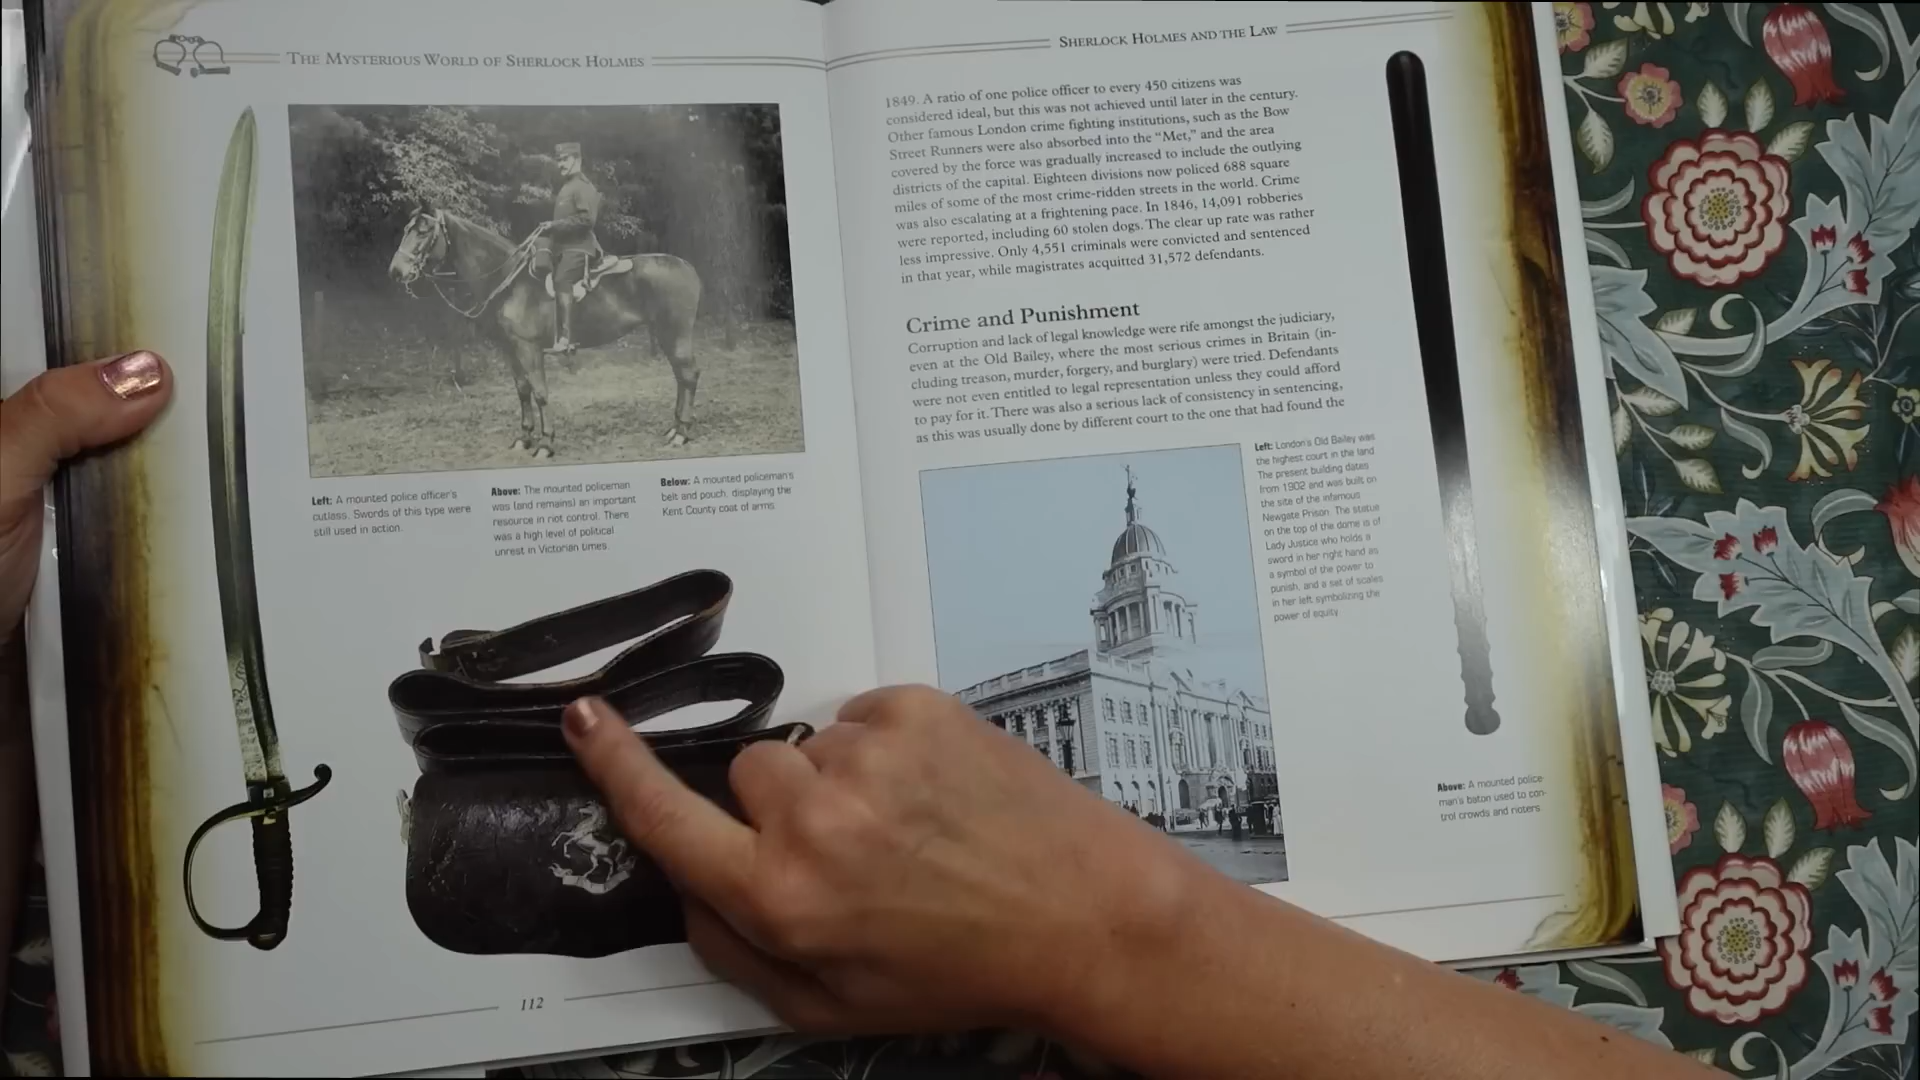 THE MYSTERIOUS WORLD OF SHERLOCK HOLMES
Left: A mounted police officer's
cutlass. Swords of this type were
still used in action.
Above: The mounted policeman
was (and remains) an important
resource in riot control. There
was a high level of political
unrest in Victorian times.
Below: A mounted policeman's
belt and pouch, displaying the
Kent County coat of arms.
112
SHERLOCK HOLMES AND THE LAW
1849. A ratio of one police officer to every 450 citizens was
considered ideal, but this was not achieved until later in the century.
Other famous London crime fighting institutions, such as the Bow
Street Runners were also absorbed into the “Met,” and the area
covered by the force was gradually increased to include the outlying
districts of the capital. Eighteen divisions now policed 688 square
miles of some of the most crime-ridden streets in the world. Crime
was also escalating at a frightening pace. In 1846, 14,091 robberies
were reported, including 60 stolen dogs. The clear up rate was rather
less impressive. Only 4,551 criminals were convicted and sentenced
in that year, while magistrates acquitted 31,572 defendants.
Crime and Punishment
Corruption and lack of legal knowledge were rife amongst the judiciary,
even at the Old Bailey, where the most serious crimes in Britain (in-
cluding treason, murder, forgery, and burglary) were tried. Defendants
were not even entitled to legal representation unless they could afford
to pay for it. There was also a serious lack of consistency in sentencing,
as this was usually done by different court to the one that had found the
Left: London's Old Bailey was
the highest court in the land
The present building dates
from 1902 and was built on
the site of the infamous
Newgate Prison. The statue
on the top of the dome is of
Lady Justice who holds a
sword in her right hand as
a symbol of the power to
punish, and a set of scales
in her left symbolizing the
power of equity.
Above: A mounted police-
man's baton used to con-
trol crowds and rioters.